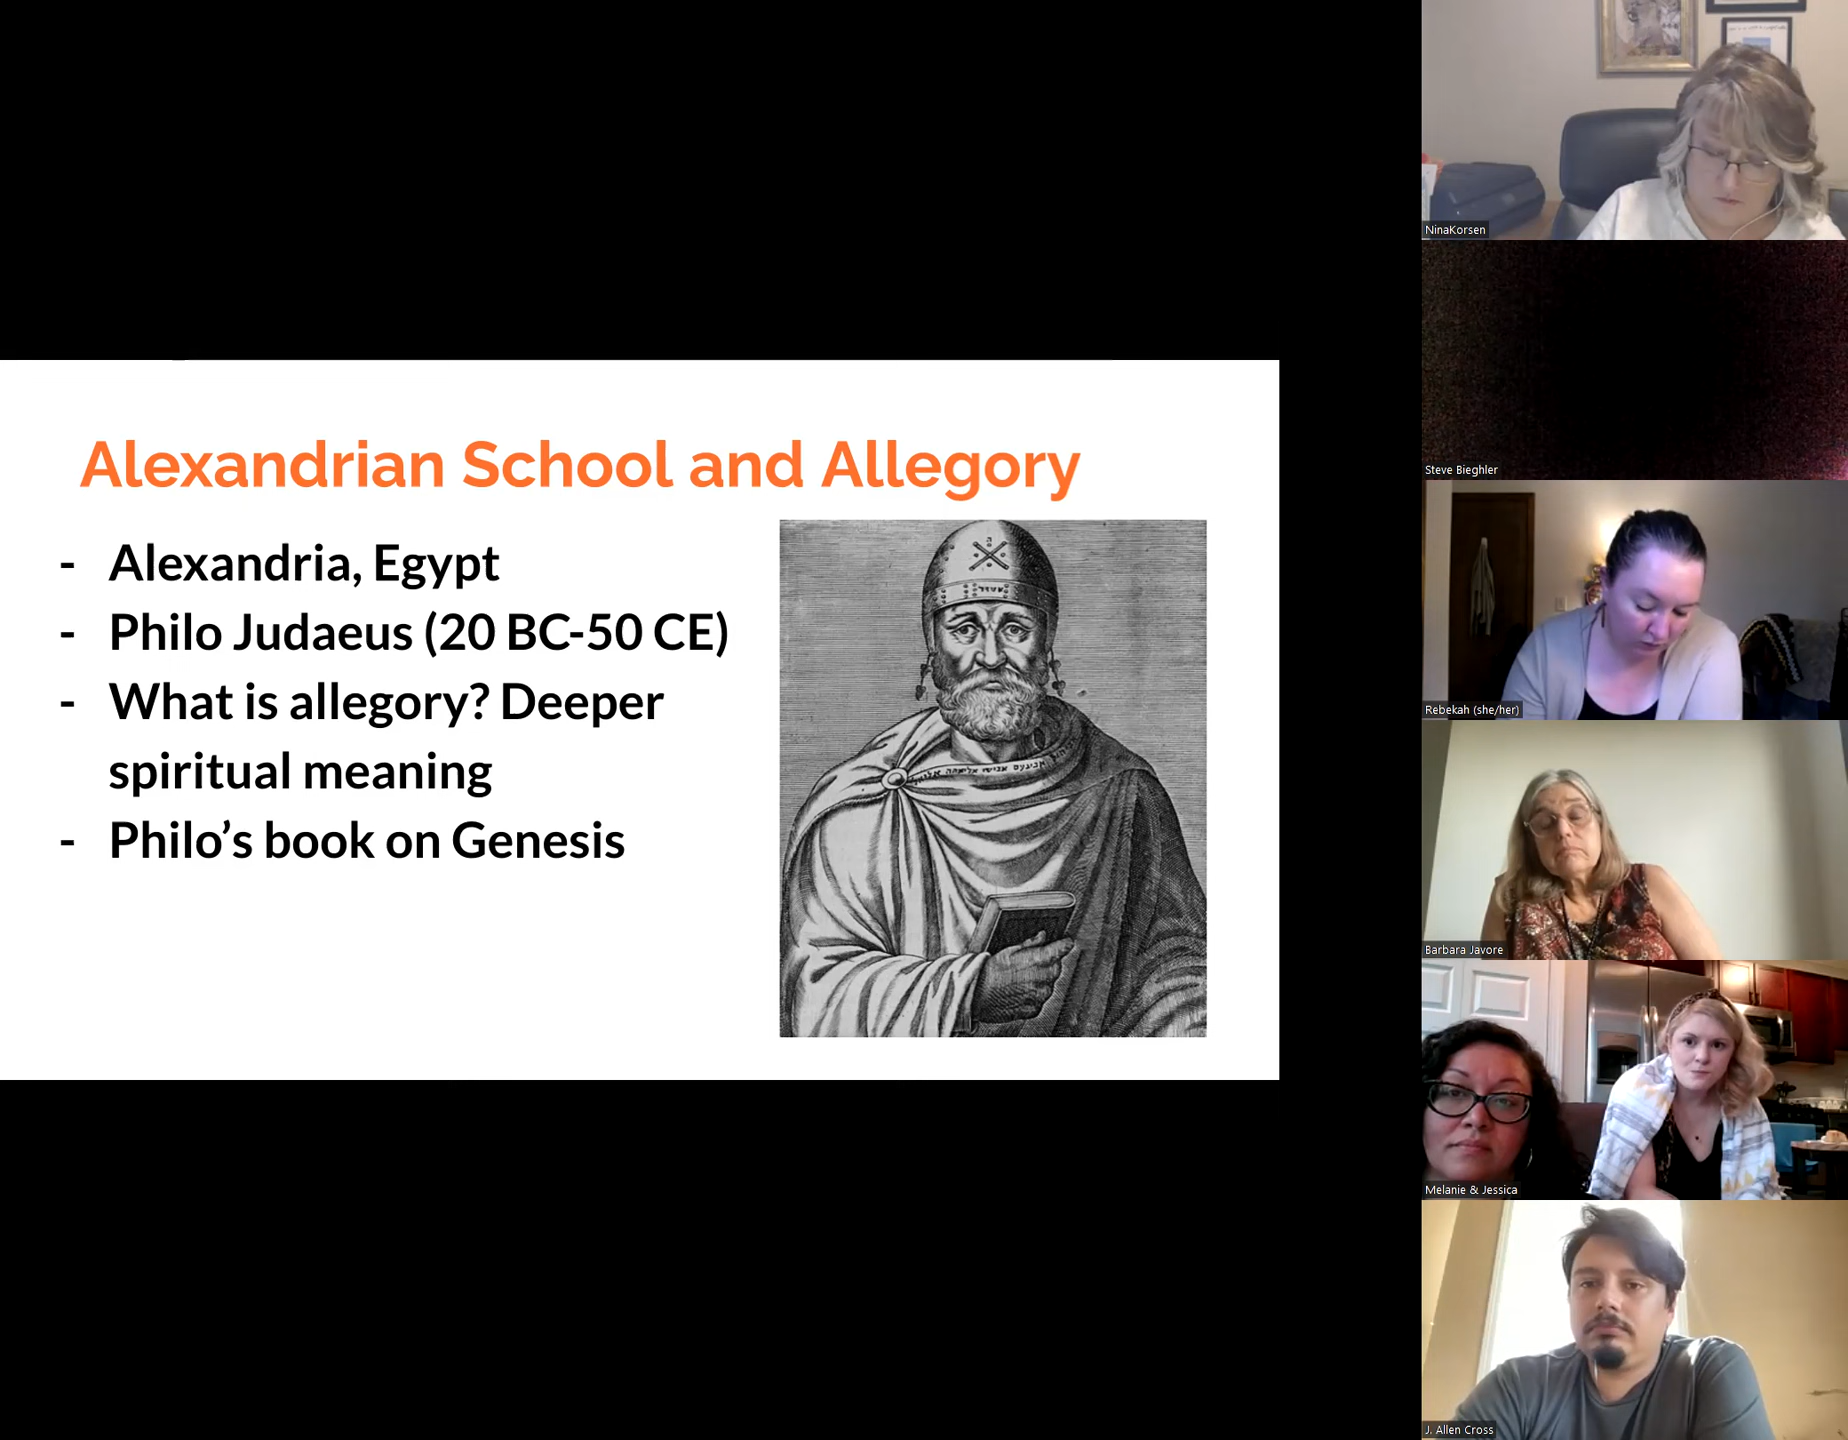 Alexandrian School and Allegory
- Alexandria, Egypt
- Philo Judaeus (20 BC-50 CE)
- What is allegory? Deeper
spiritual meaning
- Philo’s book on Genesis
NinaKorsen
Steve Bieghler
Rebekah (she/her)
Barbara Javore
Melanie & Jessica
J. Allen Cross